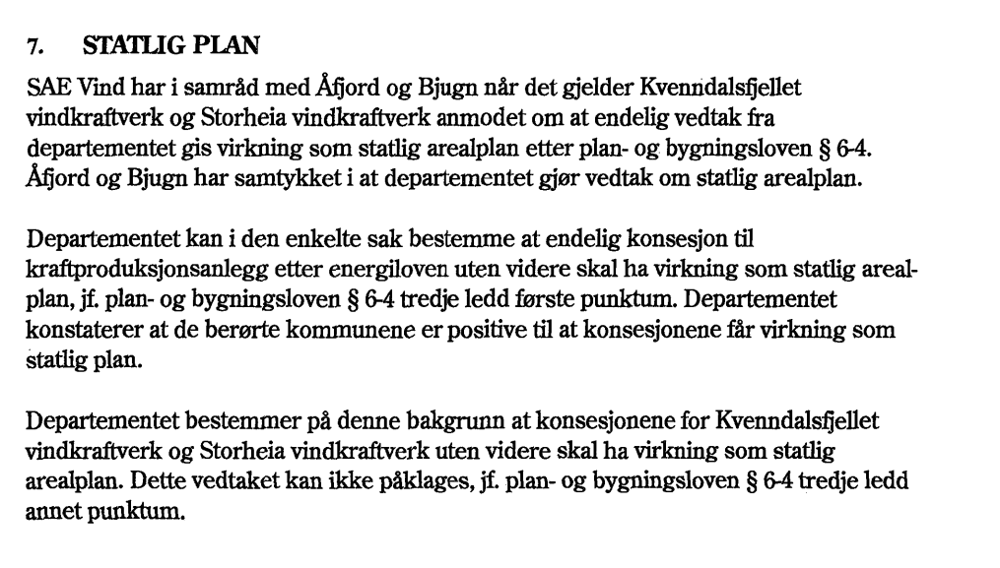 7. STATLIG PLAN
SAE Vind har i samråd med Åfjord og Bjugn når det gjelder Kvenndalsfjellet
vindkraftverk og Storheia vindkraftverk anmodet om at endelig vedtak fra
departementet gis virkning som statlig arealplan etter plan- og bygningsloven § 6-4.
Åfjord og Bjugn har samtykket i at departementet gjør vedtak om statlig arealplan.
Departementet kan i den enkelte sak bestemme at endelig konsesjon til
kraftproduksjonsanlegg etter energiloven uten videre skal ha virkning som statlig areal-
plan, jf. plan- og bygningsloven § 6-4 tredje ledd første punktum. Departementet
konstaterer at de berørte kommunene er positive til at konsesjonene får virkning som
statlig plan.
Departementet bestemmer på denne bakgrunn at konsesjonene for Kvenndalsfjellet
vindkraftverk og Storheia vindkraftverk uten videre skal ha virkning som statlig
arealplan. Dette vedtaket kan ikke påklages, jf. plan- og bygningsloven § 6-4 tredje ledd
annet punktum.